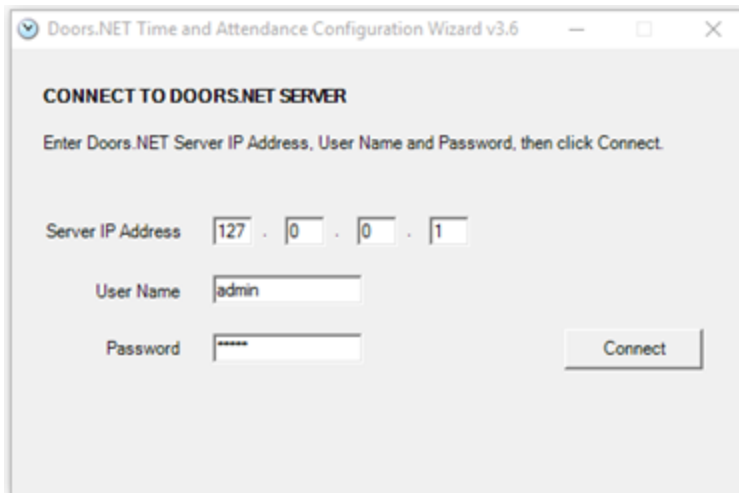 Doors.NET Time and Attendance Configuration Wizard v3.6
CONNECT TO DOORS.NET SERVER
Enter Doors.NET Server IP Address, User Name and Password, then click Connect.
Server IP Address 127 . 0 . 0 . 1
User Name admin
Password *****
Connect